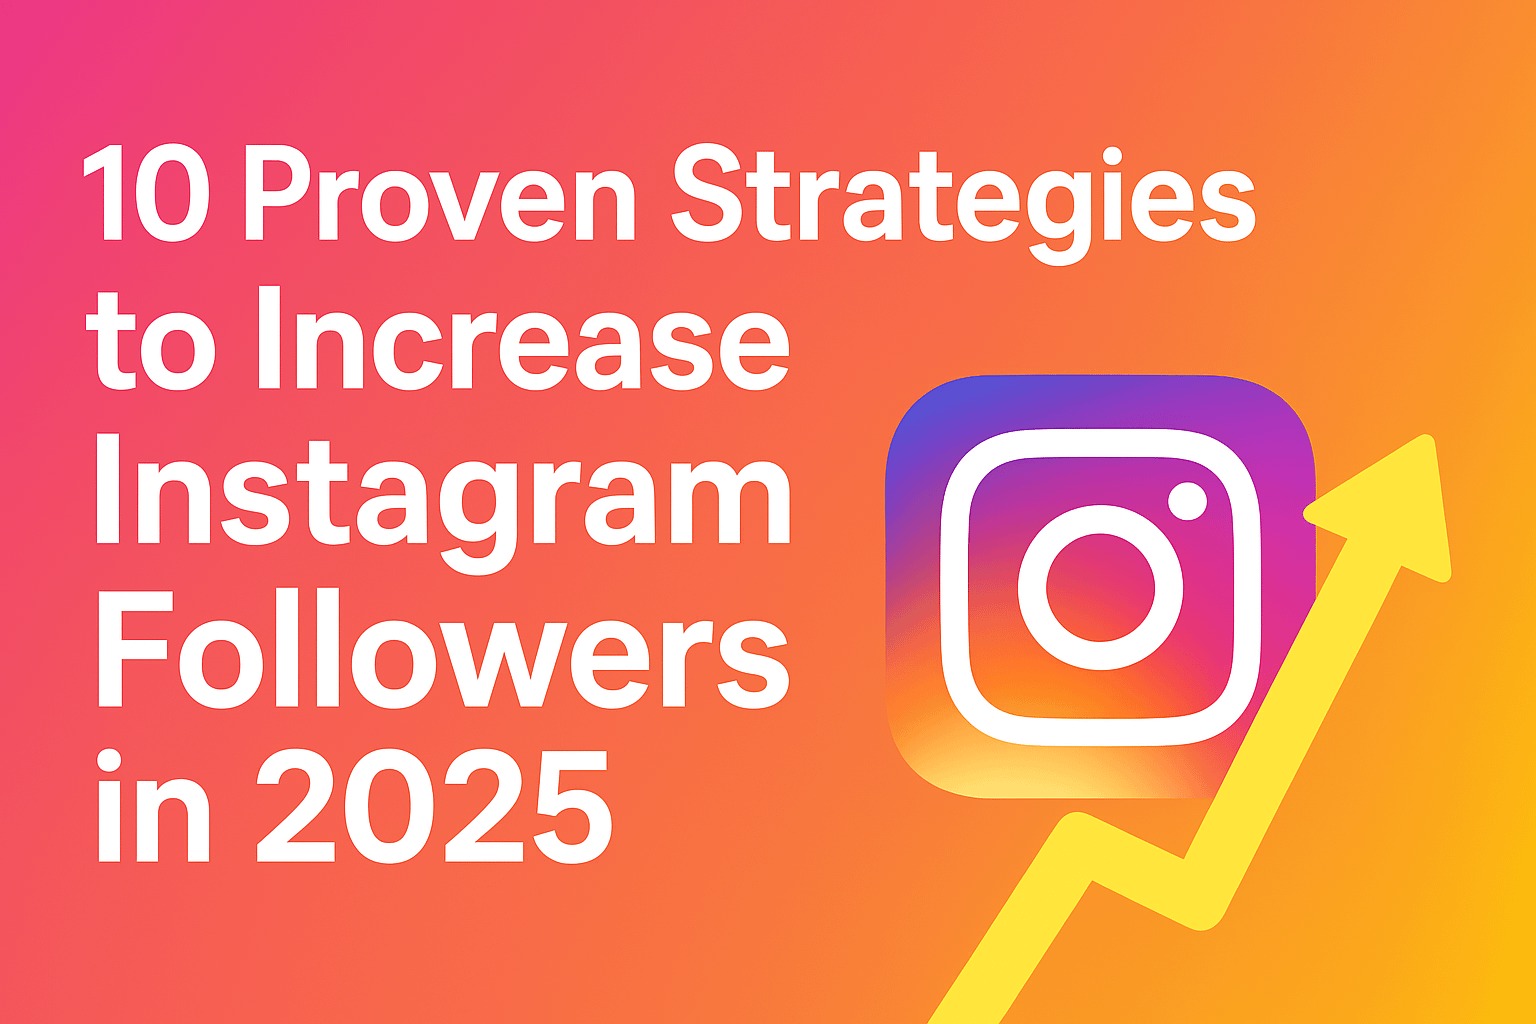 10 Proven Strategies
to Increase
Instagram
Followers
in 2025